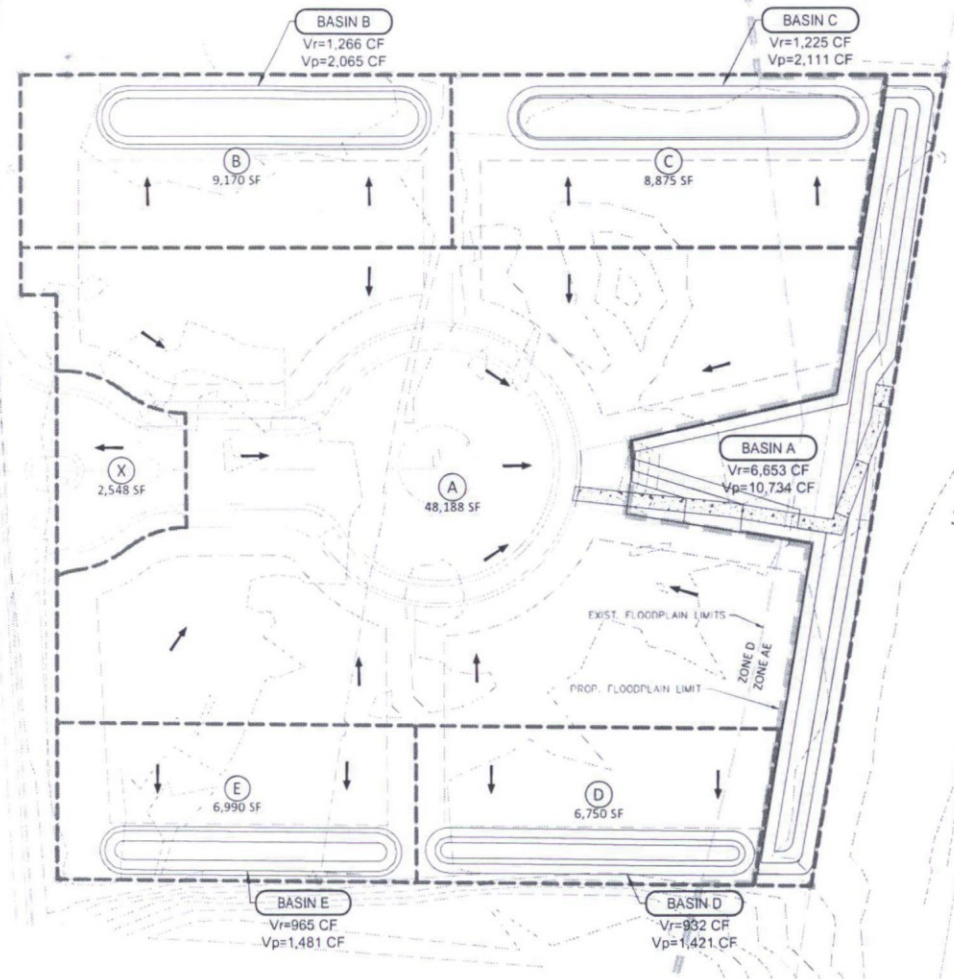 BASIN B
Vr=1,266 CF
Vp=2,065 CF
BASIN C
Vr=1,225 CF
Vp=2,111 CF
B
9,170 SF
C
8,875 SF
X
2,548 SF
A
48,188 SF
BASIN A
Vr=6,653 CF
Vp=10,734 CF
EXIST. FLOODPLAIN LIMITS
ZONE D
ZONE AE
PROP. FLOODPLAIN LIMIT
E
6,990 SF
D
6,750 SF
BASIN E
Vr=965 CF
Vp=1,481 CF
BASIN D
Vr=932 CF
Vp=1,421 CF